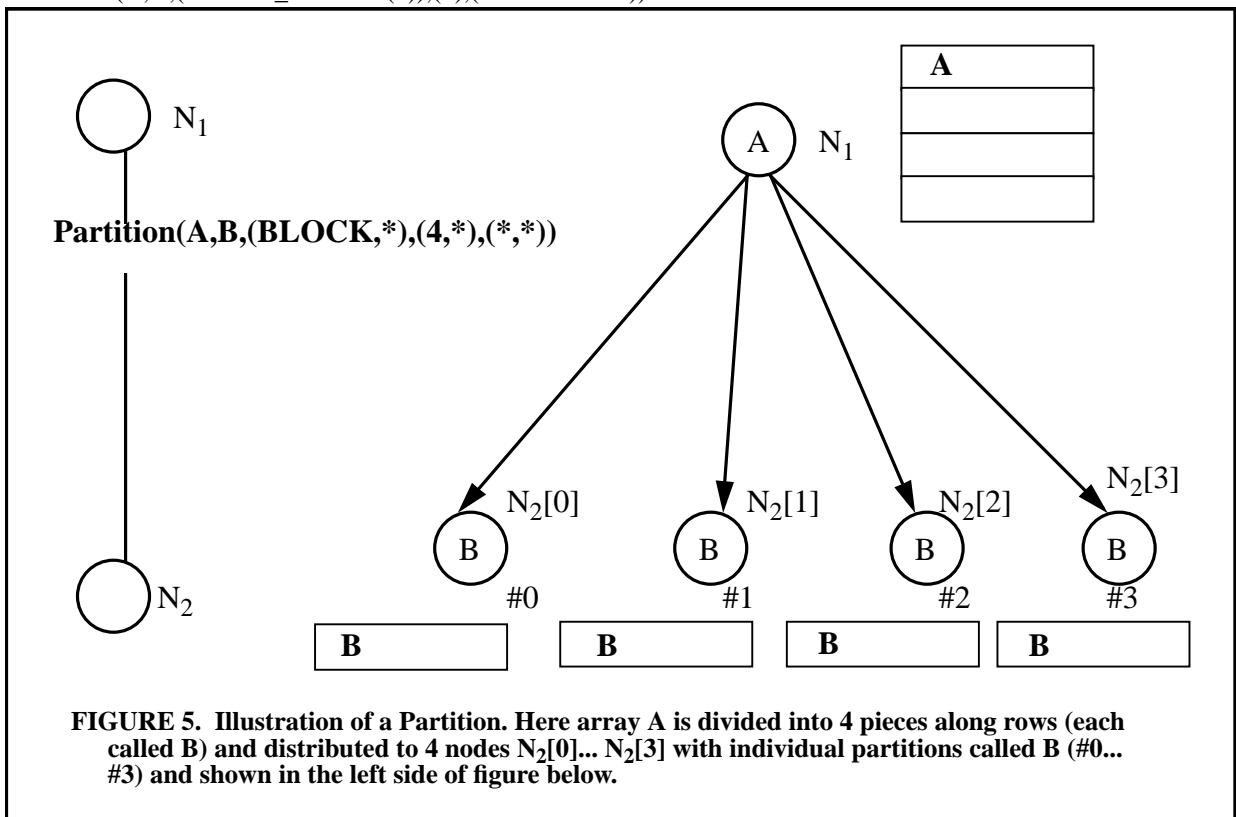 A
N1
A N1
Partition(A,B,(BLOCK,*),(4,*),(*,*))
N2[0] N2[1] N2[2] N2[3]
B B B B
N2
#0 #1 #2 #3
B B B B
FIGURE 5. Illustration of a Partition. Here array A is divided into 4 pieces along rows (each
called B) and distributed to 4 nodes N2[0]... N2[3] with individual partitions called B (#0...
#3) and shown in the left side of figure below.